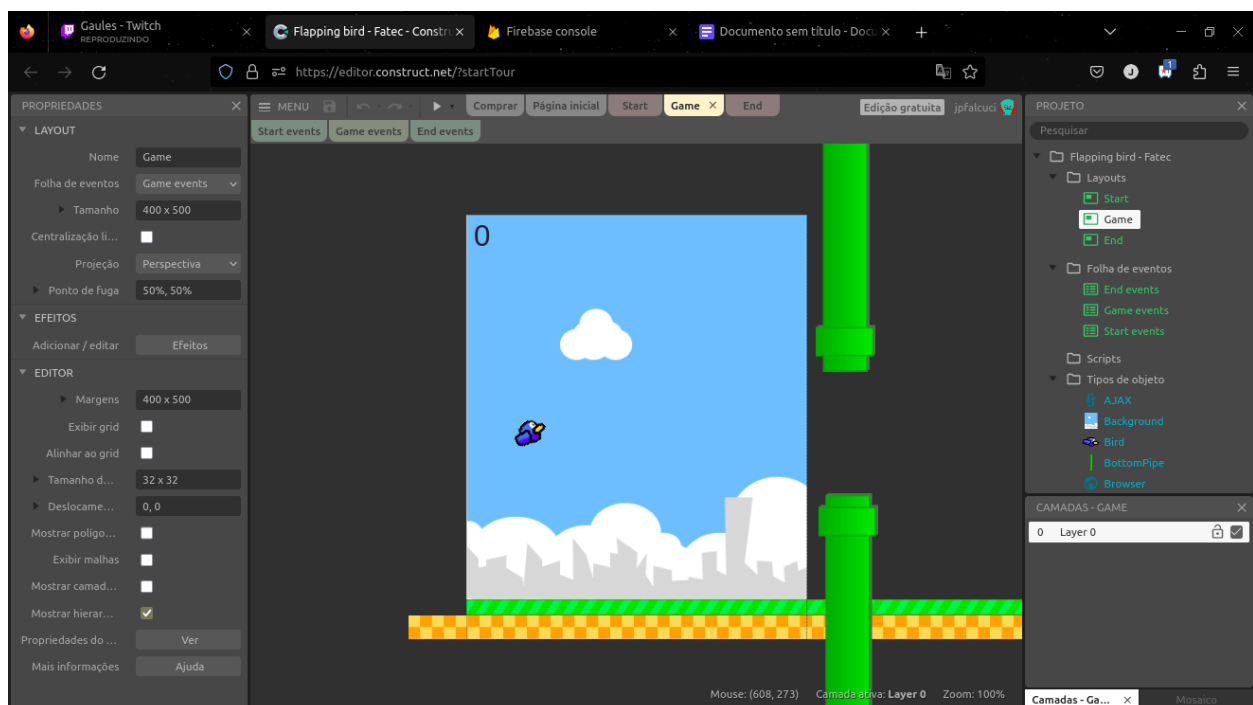 Gaules - Twitch
REPRODUZINDO
Flapping bird - Fatec - Constru
Firebase console
Documento sem título - Docu
https://editor.construct.net/?startTour
J
1
PROPRIEDADES
LAYOUT
Nome Game
Folha de eventos Game events
Tamanho 400 x 500
Centralização li...
Projeção Perspectiva
Ponto de fuga 50%, 50%
EFEITOS
Adicionar / editar Efeitos
EDITOR
Margens 400 x 500
Exibir grid
Alinhar ao grid
Tamanho d... 32 x 32
Deslocame... 0, 0
Mostrar polígo...
Exibir malhas
Mostrar camad...
Mostrar hierar...
Propriedades do ... Ver
Mais informações Ajuda
MENU Comprar Página inicial Start Game End Edição gratuita jpfalcuci
Start events Game events End events
0
Mouse: (608, 273) Camada ativa: Layer 0 Zoom: 100%
PROJETO
Pesquisar
Flapping bird - Fatec
Layouts
Start
Game
End
Folha de eventos
End events
Game events
Start events
Scripts
Tipos de objeto
AJAX
Background
Bird
BottomPipe
Browser
CAMADAS - GAME
0 Layer 0
Camadas - Ga... Mosaico